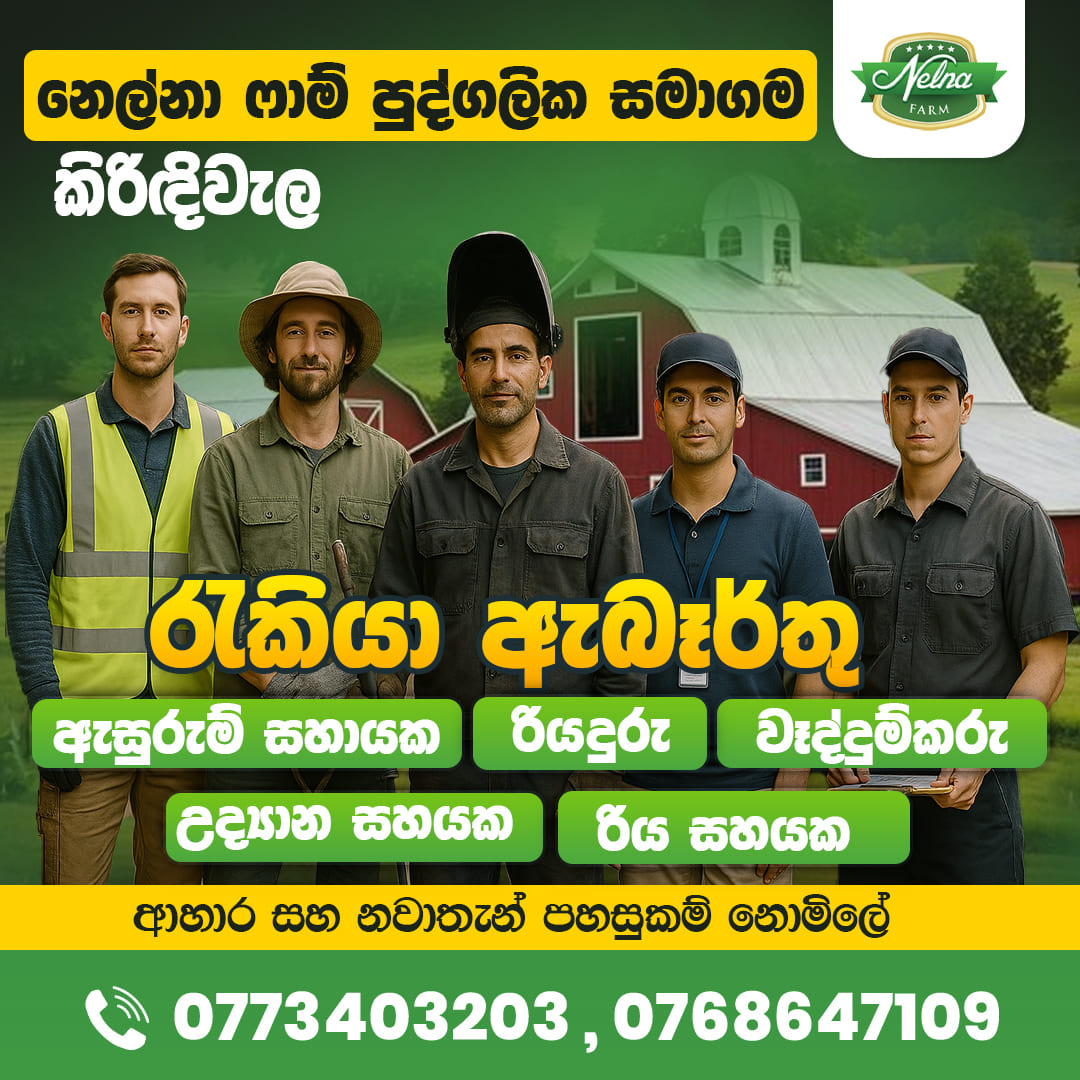 නෙල්නා ෆාම් පුද්ගලික සමාගම
Nelna
FARM
කිරිඳිවැල
රැකියා ඇබෑර්තු
ඇසුරුම් සහායක රියදුරු වෑද්දුම්කරු
උද්‍යාන සහයක රිය සහයක
ආහාර සහ නවාතැන් පහසුකම් නොමිලේ
0773403203 , 0768647109